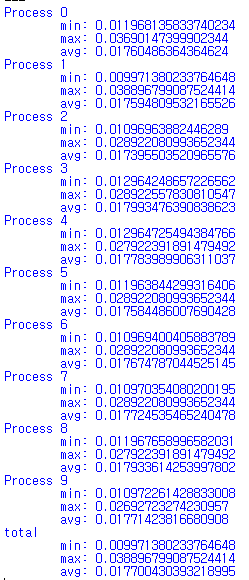 Process 0
min: 0.011968135833740234
max: 0.03690147399902344
avg: 0.01760486364364624
Process 1
min: 0.009971380233764648
max: 0.038896799087524414
avg: 0.01759480953216552​6
Process 2
min: 0.01096963882446289
max: 0.028922080993652344
avg: 0.017395503520965576
Process 3
min: 0.012964248657226562
max: 0.028922557830810547
avg: 0.017993476390838623
Process 4
min: 0.012964725494384766
max: 0.027922391891479492
avg: 0.017783989906311037
Process 5
min: 0.011963844299316406
max: 0.028922080993652344
avg: 0.017584486007690428
Process 6
min: 0.010969400405883789
max: 0.028922080993652344
avg: 0.017674787044525145
Process 7
min: 0.010970354080200195
max: 0.028922080993652344
avg: 0.017724535465240478
Process 8
min: 0.011967658996582031
max: 0.027922391891479492
avg: 0.017933614253997802
Process 9
min: 0.010972261428833008
max: 0.02692723274230957
avg: 0.01771423816680908
total
min: 0.009971380233764648
max: 0.038896799087524414
avg: 0.017700430393218995